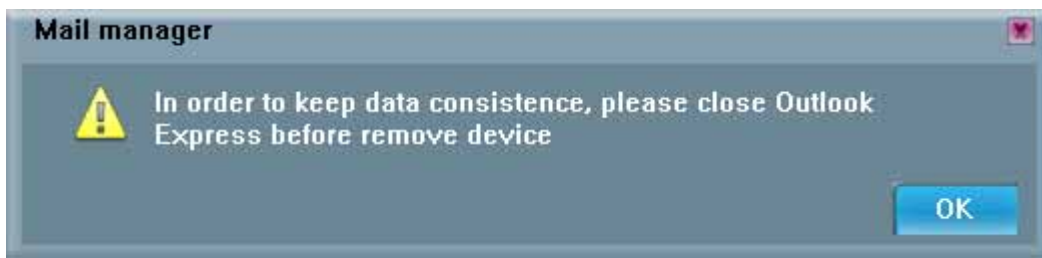 Mail manager
In order to keep data consistence, please close Outlook
Express before remove device
OK